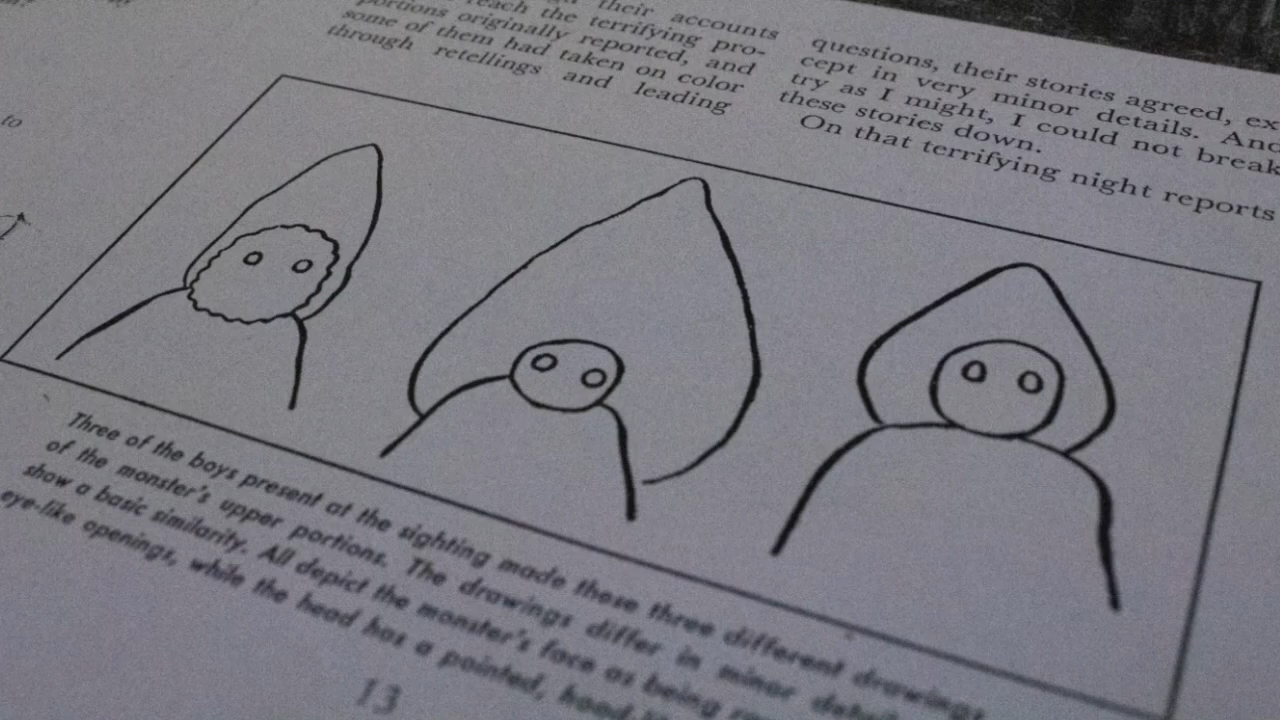 to
their accounts
reach the terrifying pro-
portions originally reported, and
some of them had taken on color
through retellings and leading
questions, their stories agreed, ex
cept in very minor details. And
try as I might, I could not break
these stories down.
On that terrifying night reports
Three of the boys present at the sighting made these three different drawings
of the monster's upper portions. The drawings differ in minor detail
show a basic similarity. All depict the monster's face as being
eye-like openings, while the head has a pointed,
13